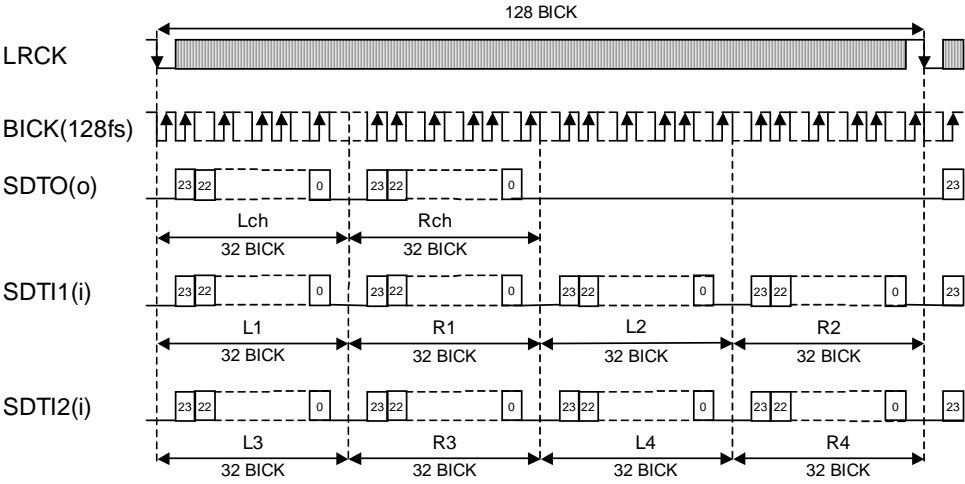 128 BICK
LRCK
BICK(128fs)
SDTO(o)
23 22 0 23 22 0 23
Lch Rch
32 BICK 32 BICK
SDTI1(i)
23 22 0 23 22 0 23 22 0 23 22 0 23
L1 R1 L2 R2
32 BICK 32 BICK 32 BICK 32 BICK
SDTI2(i)
23 22 0 23 22 0 23 22 0 23 22 0 23
L3 R3 L4 R4
32 BICK 32 BICK 32 BICK 32 BICK